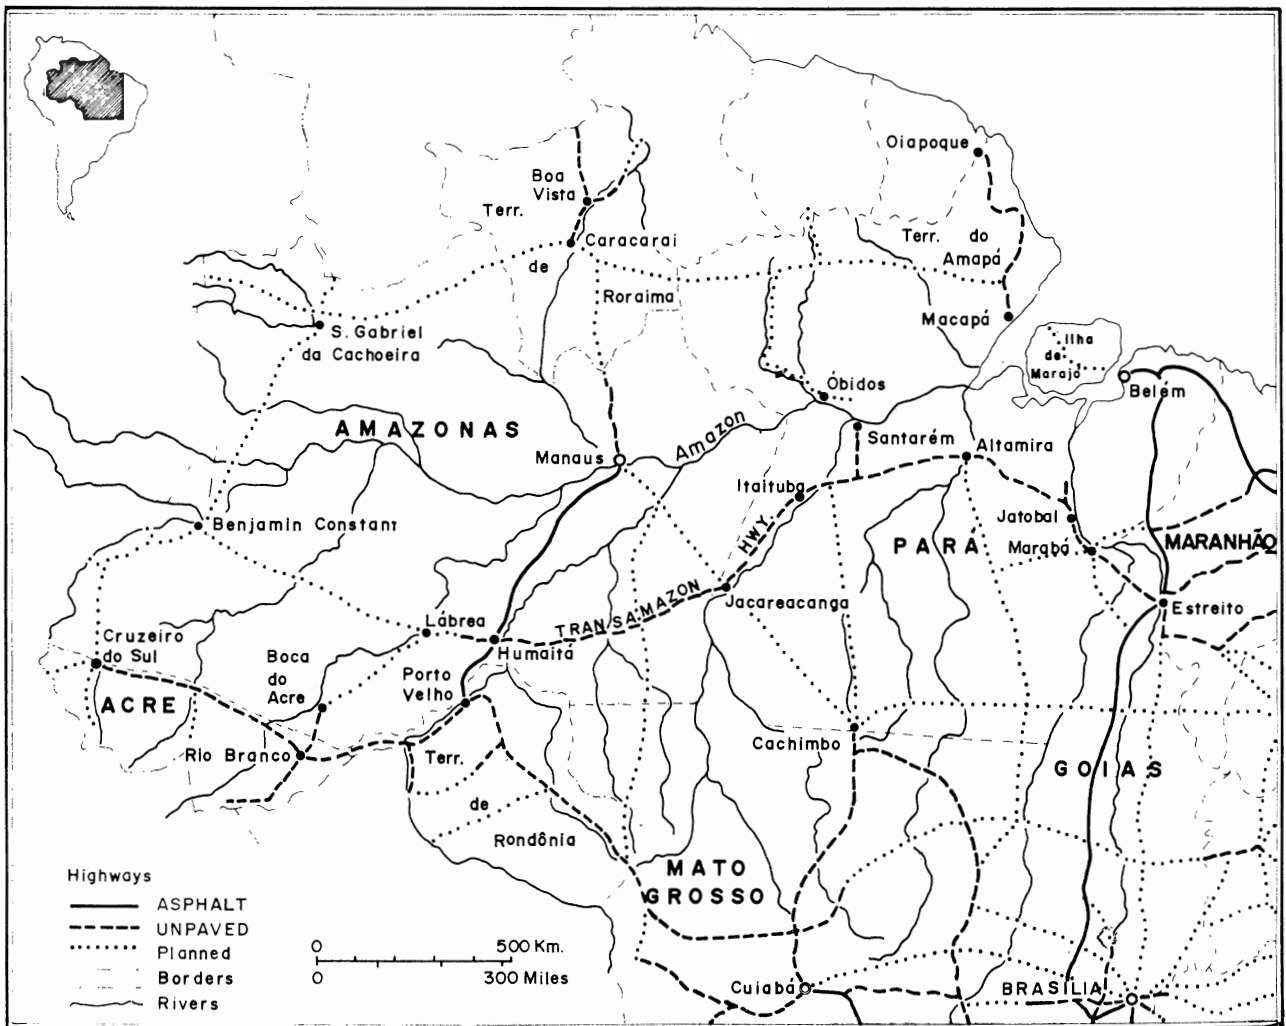 Oiapoque
Boa
Vista
Terr.
Caracarai
de
Roraima
Terr. do
Amapá
Macapá
S. Gabriel
da Cachoeira
Ilha
de
Marajó
Óbidos
Belém
AMAZONAS
Amazon
Santarém
Altamira
Manaus
Itaituba
Benjamin Constant
HWY.
PARÁ
Jatobal
Marabá
MARANHÃO
TRANSAMAZON
Jacareacanga
Estreito
Lábrea
Humaitá
Cruzeiro
do Sul
Boca
do
Acre
Porto
Velho
ACRE
Rio Branco
Terr.
de
Rondônia
Cachimbo
GOIAS
MATO
GROSSO
Highways
ASPHALT
UNPAVED
Planned
Borders
Rivers
0 500 Km.
0 300 Miles
Cuiabá
BRASÍLIA